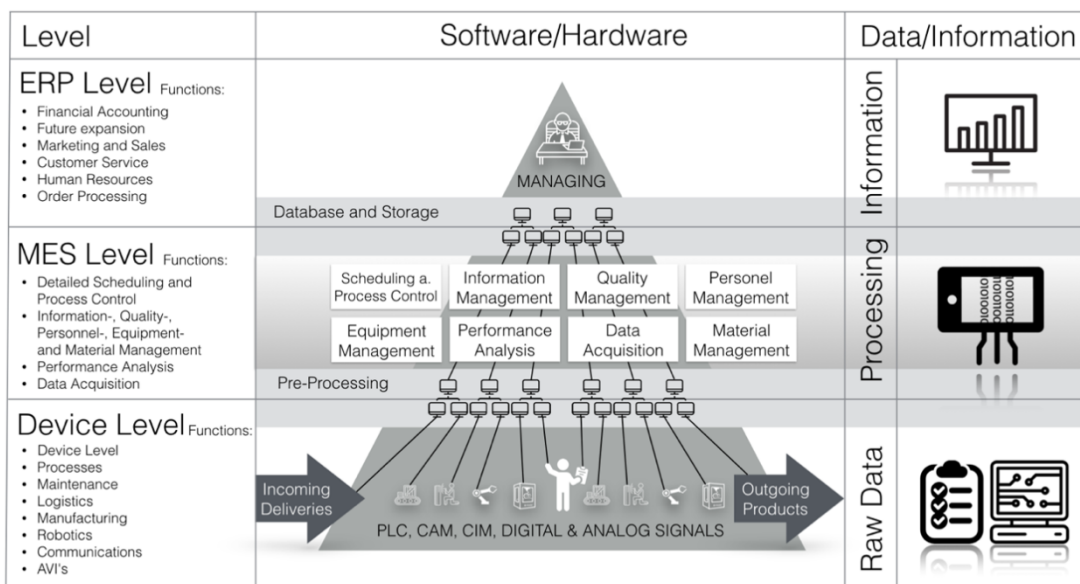 Level
Software/Hardware
Data/Information
ERP Level Functions:
• Financial Accounting
• Future expansion
• Marketing and Sales
• Customer Service
• Human Resources
• Order Processing
MANAGING
Information
Database and Storage
MES Level Functions:
• Detailed Scheduling and
Process Control
• Information-, Quality-,
Personnel-, Equipment-
and Material Management
• Performance Analysis
• Data Acquisition
Scheduling a.
Process Control
Information
Management
Quality
Management
Personel
Management
Equipment
Management
Performance
Analysis
Data
Acquisition
Material
Management
Processing
Pre-Processing
Device Level Functions:
• Device Level
• Processes
• Maintenance
• Logistics
• Manufacturing
• Robotics
• Communications
• AVI's
Incoming
Deliveries
Outgoing
Products
PLC, CAM, CIM, DIGITAL & ANALOG SIGNALS
Raw Data